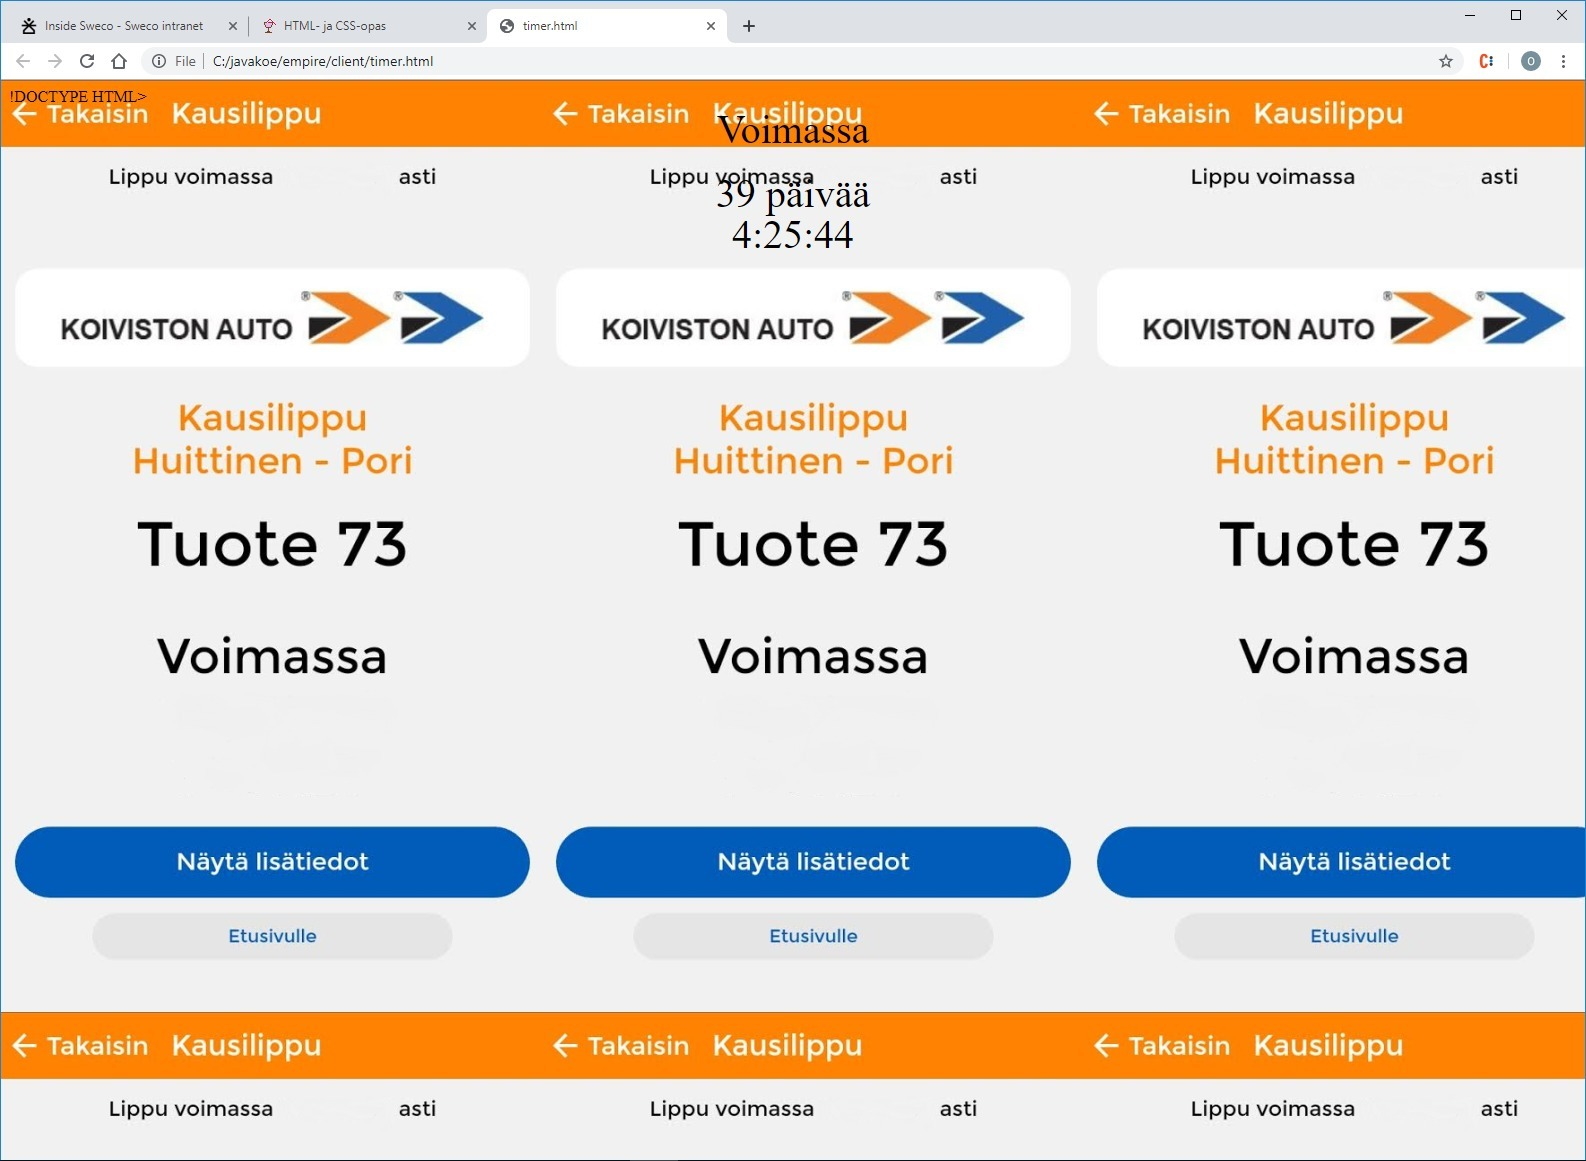 Inside Sweco - Sweco intranet
HTML- ja CSS-opas
timer.html
File
C:/javakoe/empire/client/timer.html
O
!DOCTYPE HTML>
Takaisin Kausilippu
Takaisin Kausilippu
Takaisin Kausilippu
Voimassa
Lippu voimassa asti
Lippu voimassa asti
Lippu voimassa asti
39 päivää
4:25:44
KOIVISTON AUTO ® ®
KOIVISTON AUTO ® ®
KOIVISTON AUTO ® ®
Kausilippu
Kausilippu
Kausilippu
Huittinen - Pori
Huittinen - Pori
Huittinen - Pori
Tuote 73
Tuote 73
Tuote 73
Voimassa
Voimassa
Voimassa
Näytä lisätiedot
Näytä lisätiedot
Näytä lisätiedot
Etusivulle
Etusivulle
Etusivulle
Takaisin Kausilippu
Takaisin Kausilippu
Takaisin Kausilippu
Lippu voimassa asti
Lippu voimassa asti
Lippu voimassa asti